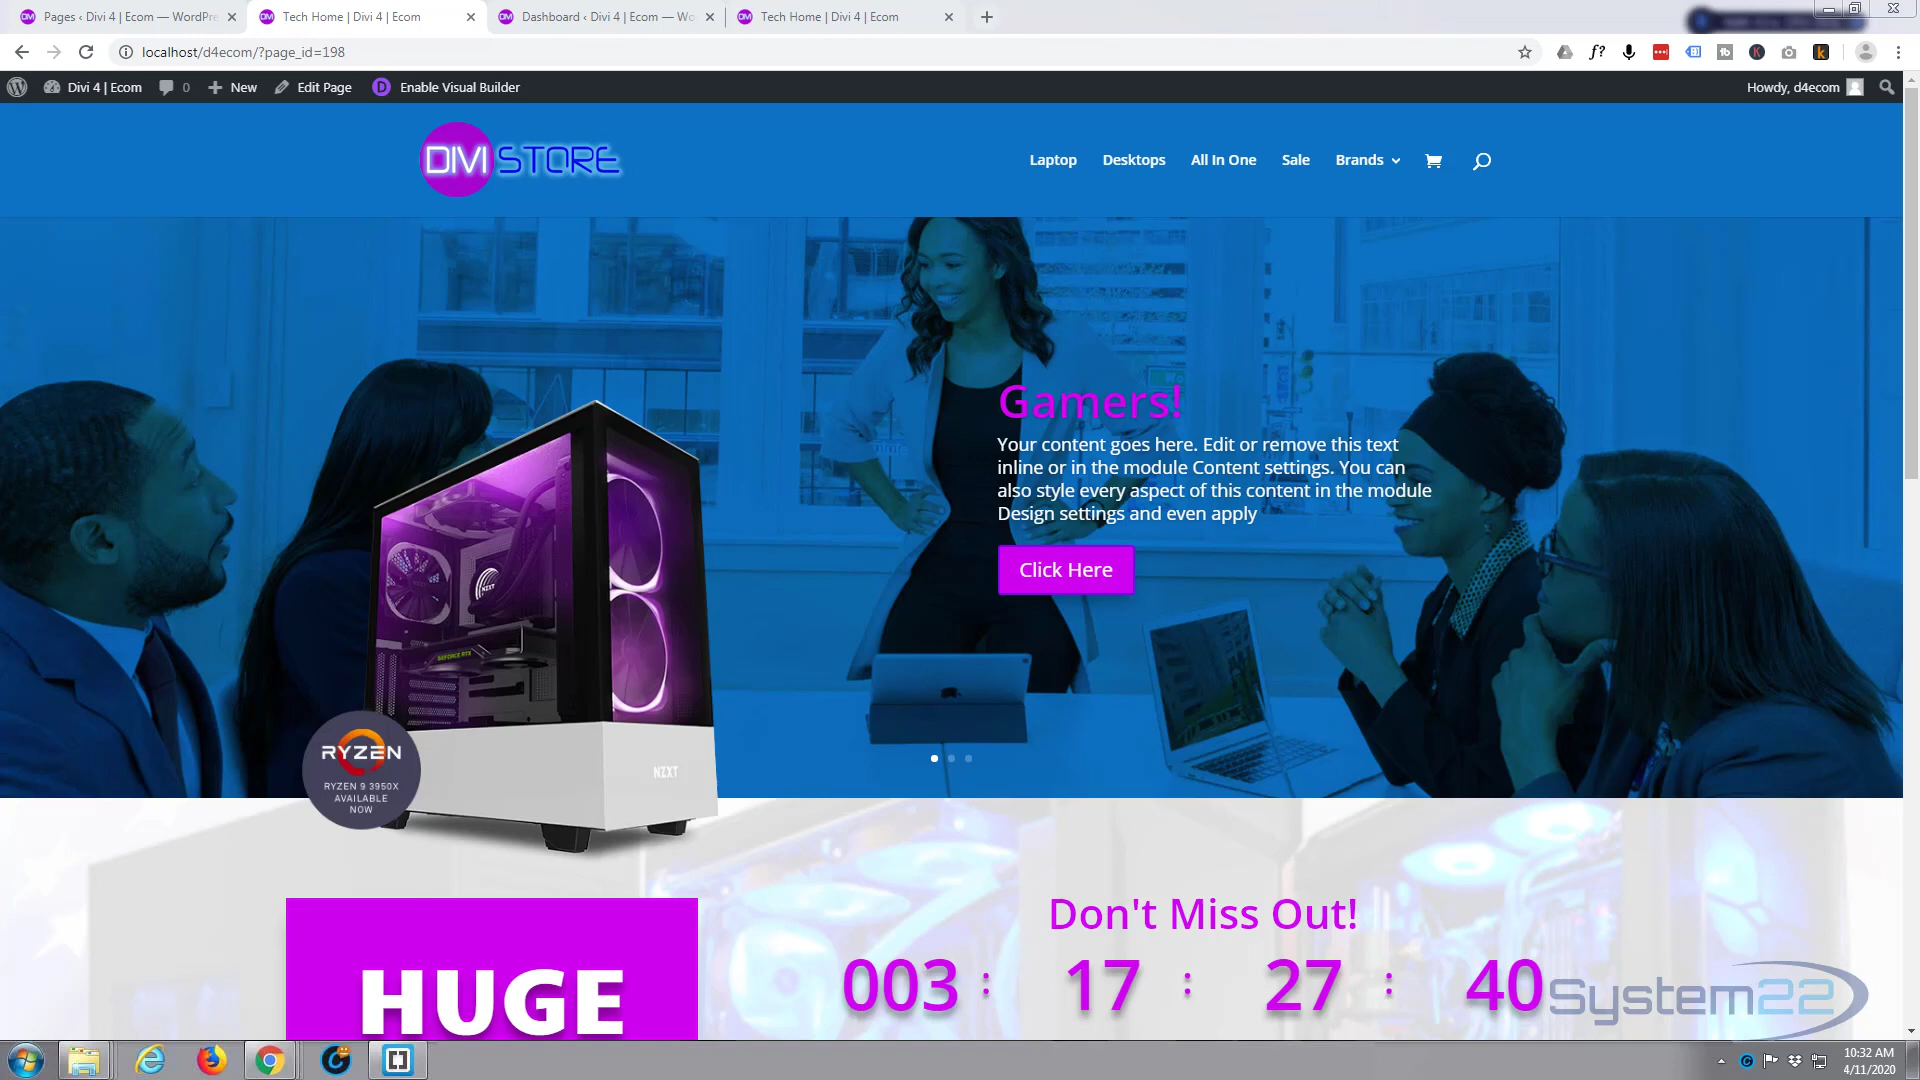 Pages ‹ Divi 4 | Ecom — WordPre
Tech Home | Divi 4 | Ecom
Dashboard ‹ Divi 4 | Ecom — Wo
Tech Home | Divi 4 | Ecom
localhost/d4ecom/?page_id=198
Divi 4 | Ecom
0
New
Edit Page
Enable Visual Builder
Howdy, d4ecom
DIVI STORE
Laptop
Desktops
All In One
Sale
Brands
Gamers!
Your content goes here. Edit or remove this text
inline or in the module Content settings. You can
also style every aspect of this content in the module
Design settings and even apply
Click Here
NZXT
GEFORCE RTX
NZXT
RYZEN
RYZEN 9 3950X
AVAILABLE
NOW
HUGE
Don't Miss Out!
003 : 17 : 27 : 40
System22
10:32 AM
4/11/2020